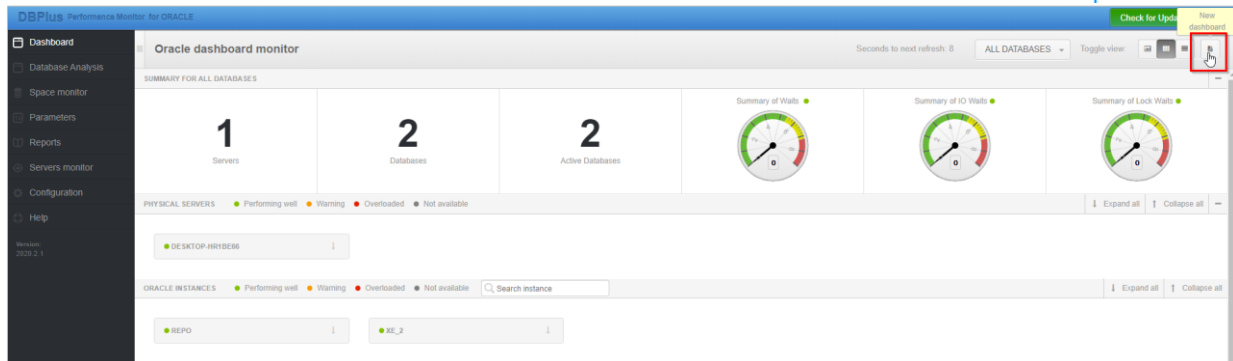 DBPlus Performance Monitor for ORACLE
Check for Upda
New
dashboard
Dashboard
Oracle dashboard monitor
Seconds to next refresh: 8
ALL DATABASES
Toggle view:
Database Analysis
SUMMARY FOR ALL DATABASES
Space monitor
Parameters
Reports
Servers monitor
Configuration
Help
Version:
2020.2.1
1
Servers
2
Databases
2
Active Databases
Summary of Waits
0
Summary of IO Waits
0
Summary of Lock Waits
0
PHYSICAL SERVERS Performing well Warning Overloaded Not available
Expand all Collapse all
DESKTOP-HR1BE66
ORACLE INSTANCES Performing well Warning Overloaded Not available Search instance
Expand all Collapse all
REPO
XE_2